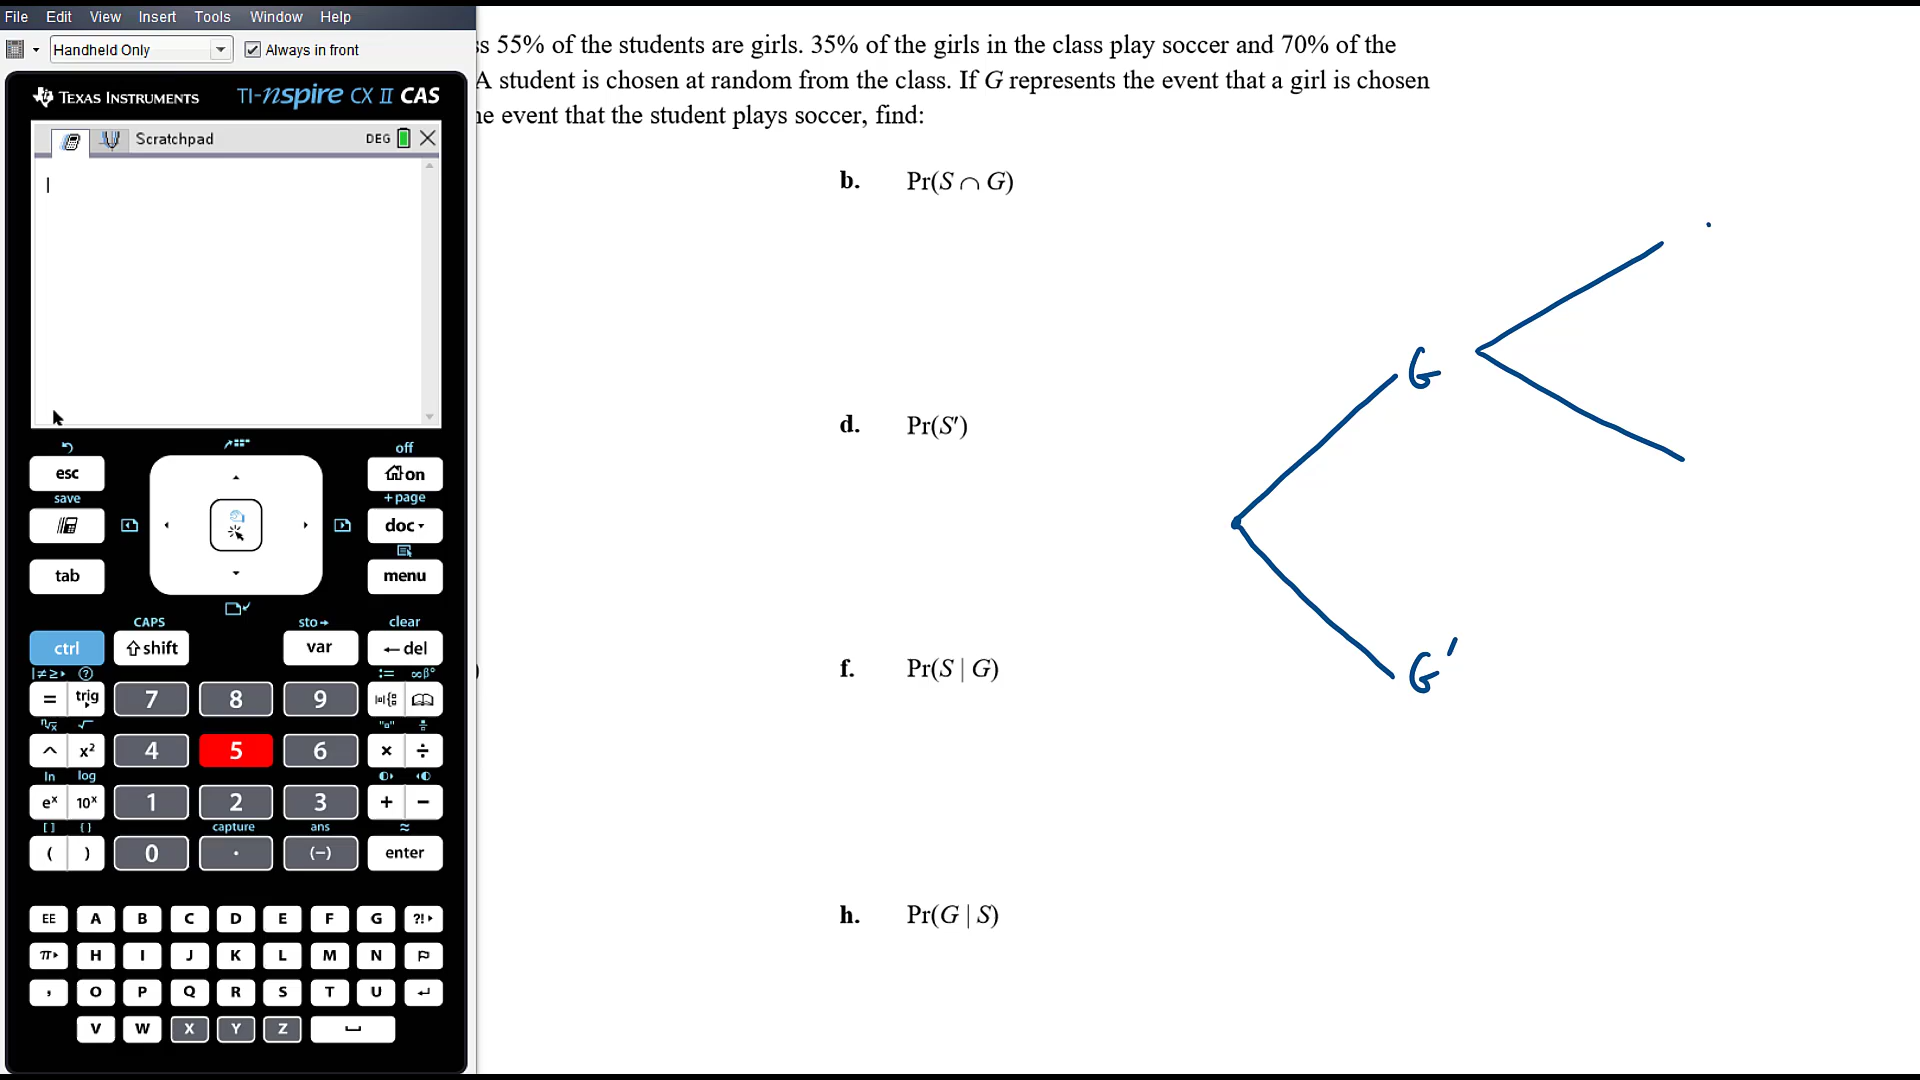 File Edit View Insert Tools Window Help
Handheld Only Always in front
s 55% of the students are girls. 35% of the girls in the class play soccer and 70% of the
A student is chosen at random from the class. If G represents the event that a girl is chosen
he event that the student plays soccer, find:
TEXAS INSTRUMENTS TI-nspire CX II CAS
Scratchpad DEG
b. Pr(S ∩ G)
G
d. Pr(S′)
f. Pr(S | G)
G′
h. Pr(G | S)
)
off
esc on
save + page
doc
tab menu
CAPS sto→ clear
ctrl ⇧shift var ←del
|≠≥▸ ? := ∞β°
= trig 7 8 9
ⁿ√x √ "□" ÷
^ x² 4 5 6 × ÷
ln log
eˣ 10ˣ 1 2 3 + −
[ ] { } capture ans ≈
( ) 0 . (−) enter
EE A B C D E F G ?!▸
π▸ H I J K L M N
, O P Q R S T U ↵
V W X Y Z